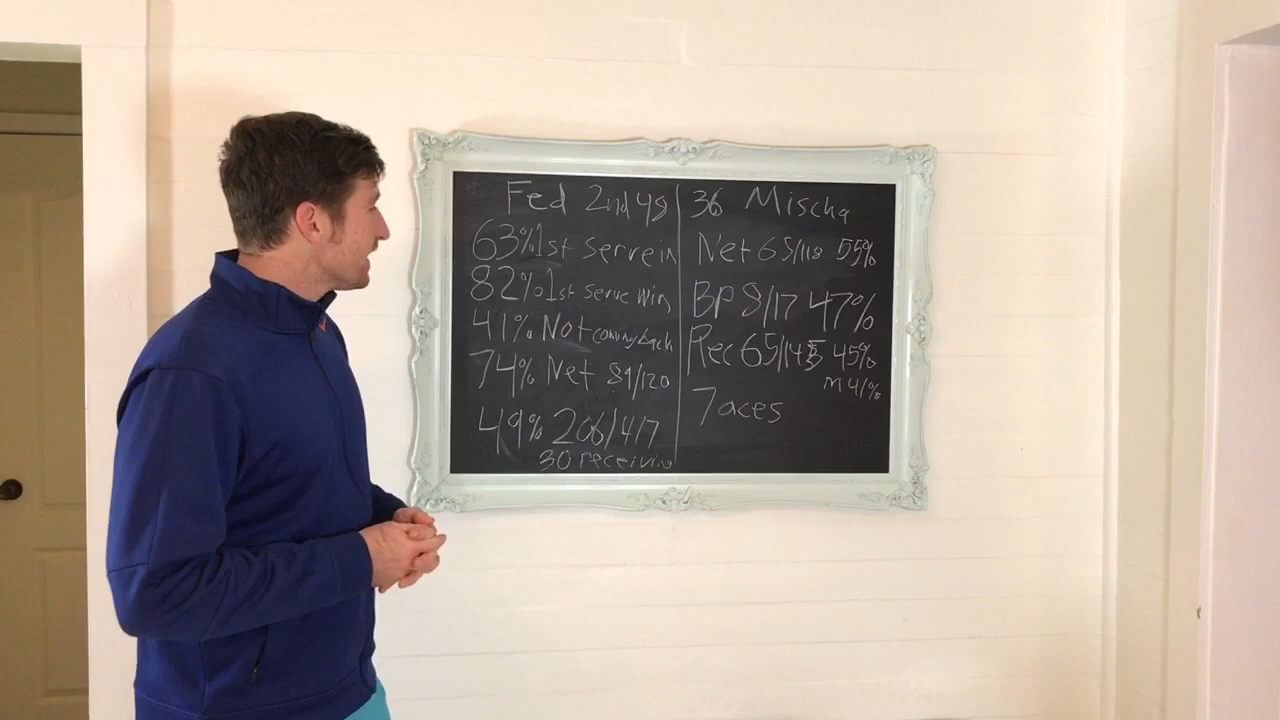 Fed 2nd 48
63% 1st serve in
82% 1st serve win
41% Not coming back
74% Net 89/120
49% 206/417
30 receiving
36 Mischa
Net 65/118 55%
BP 8/17 47%
Rec 65/145 45%
M 41%
7 aces